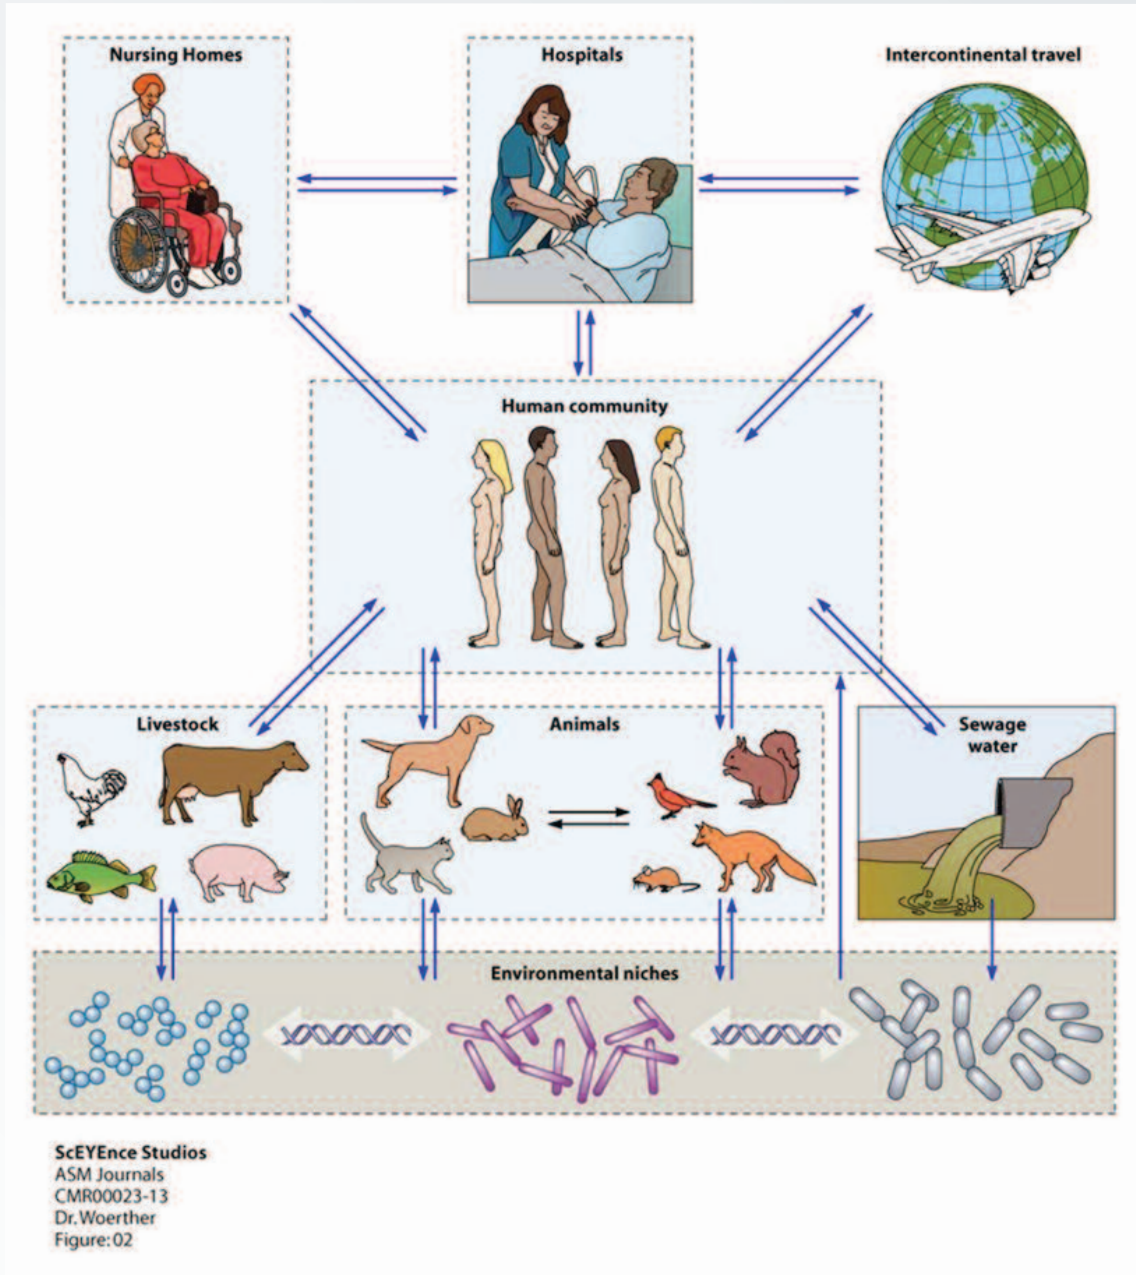 Nursing Homes
Hospitals
Intercontinental travel
Human community
Livestock
Animals
Sewage
water
Environmental niches
ScEYEnce Studios
ASM Journals
CMR00023-13
Dr. Woerther
Figure: 02